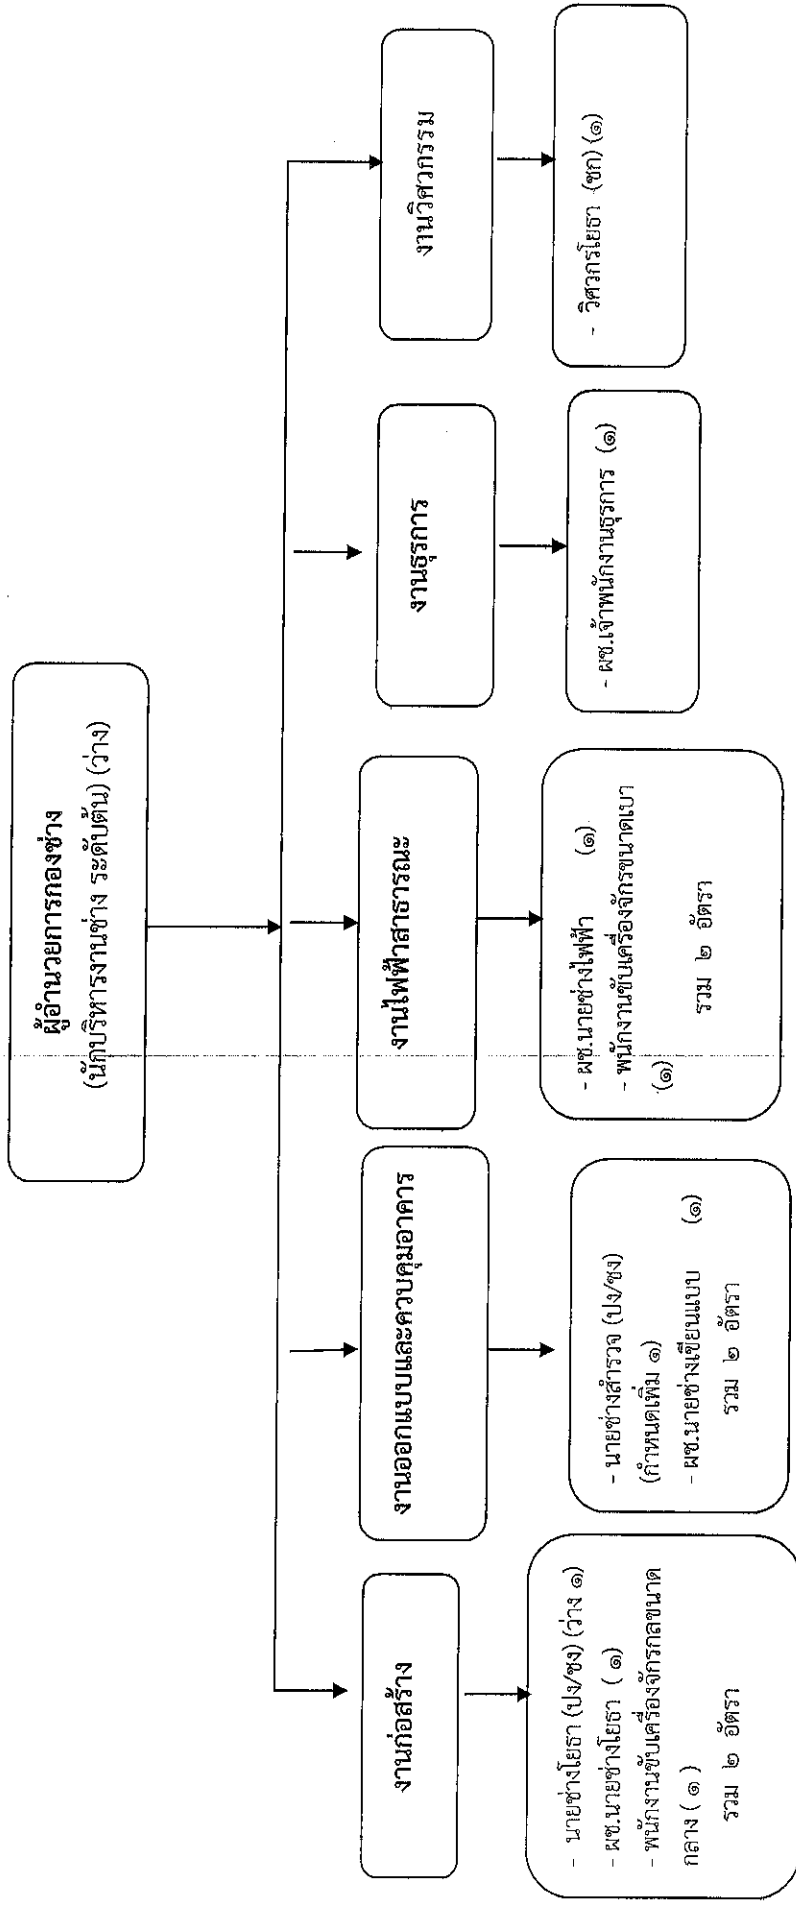 ผู้อำนวยการกองช่าง
(นักบริหารงานช่าง ระดับต้น) (ว่าง)
งานก่อสร้าง
- นายช่างโยธา (ปง/ชง) (ว่าง ๑)
- ผช.นายช่างโยธา ( ๑)
- พนักงานขับเครื่องจักรกลขนาด
กลาง ( ๑ )
รวม ๒ อัตรา
งานออกแบบและควบคุมอาคาร
- นายช่างสำรวจ (ปง/ชง)
(กำหนดเพิ่ม ๑)
- ผช.นายช่างเขียนแบบ (๑)
รวม ๒ อัตรา
งานไฟฟ้าสาธารณะ
- ผช.นายช่างไฟฟ้า (๑)
- พนักงานขับเครื่องจักรขนาดเบา
(๑)
รวม ๒ อัตรา
งานธุรการ
- ผช.เจ้าพนักงานธุรการ (๑)
งานวิศวกรรม
- วิศวกรโยธา (ชก) (๑)